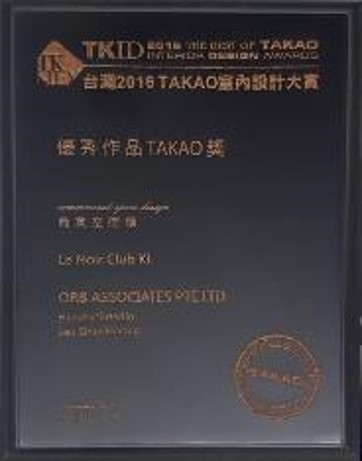 TKID 2016 THE BEST OF TAKAO
INTERIOR DESIGN AWARDS
台灣2016 TAKAO室內設計大賞
優秀作品TAKAO獎
commercial space design
商業空間類
Le Noir Club KL
ORB ASSOCIATES PTE LTD
TAKAO